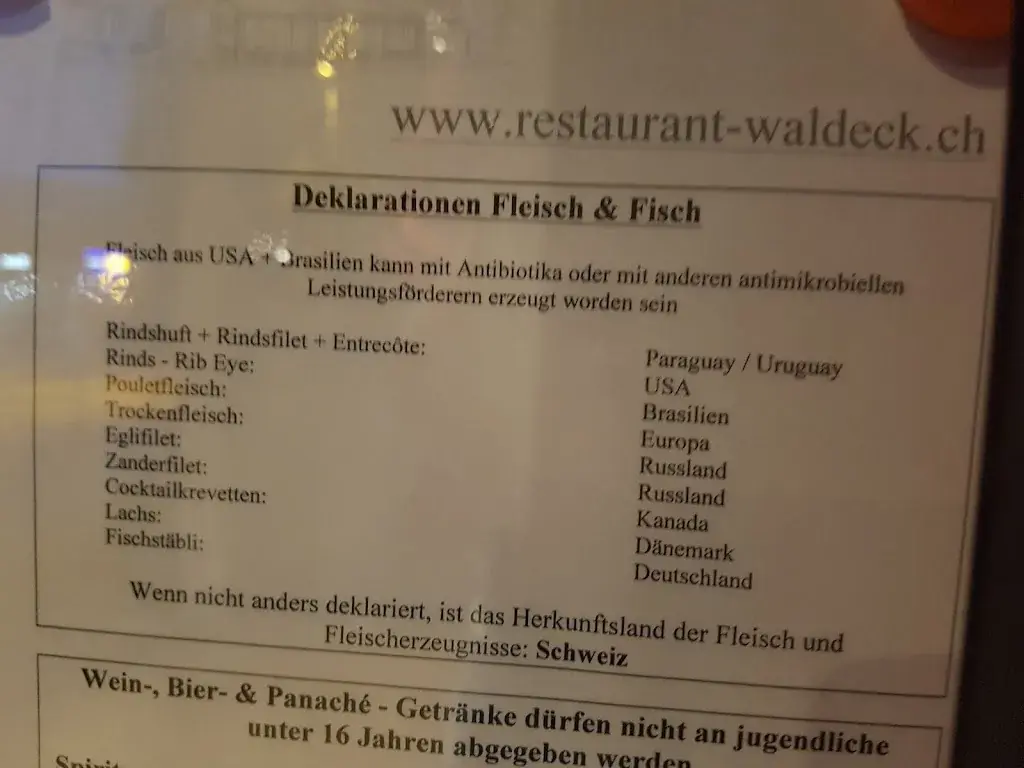 www.restaurant-waldeck.ch
Deklarationen Fleisch & Fisch
Fleisch aus USA + Brasilien kann mit Antibiotika oder mit anderen antimikrobiellen
Leistungsförderern erzeugt worden sein
Rindshuft + Rindsfilet + Entrecôte: Paraguay / Uruguay
Rinds - Rib Eye: USA
Pouletfleisch: Brasilien
Trockenfleisch: Europa
Eglifilet: Russland
Zanderfilet: Russland
Cocktailkrevetten: Kanada
Lachs: Dänemark
Fischstäbli: Deutschland
Wenn nicht anders deklariert, ist das Herkunftsland der Fleisch und
Fleischerzeugnisse: Schweiz
Wein-, Bier- & Panaché - Getränke dürfen nicht an jugendliche
unter 16 Jahren abgegeben werden